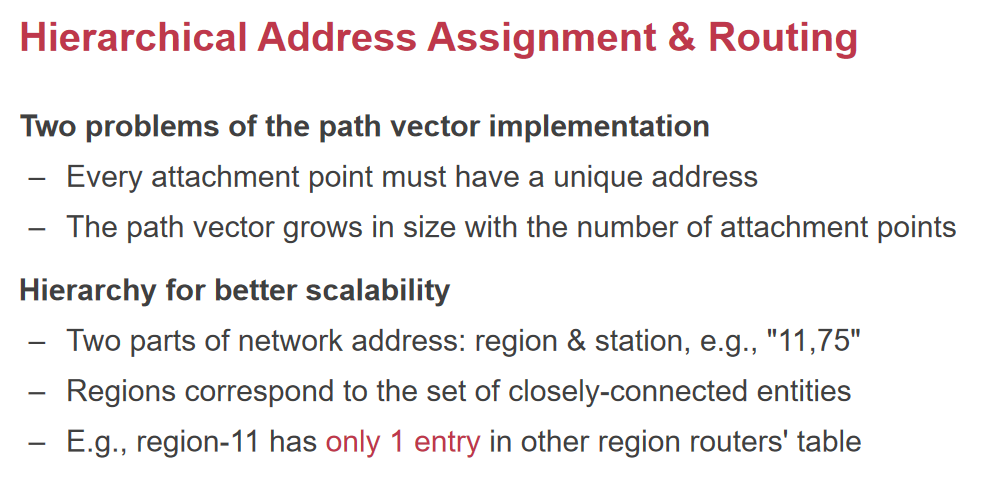 Hierarchical Address Assignment & Routing
Two problems of the path vector implementation
– Every attachment point must have a unique address
– The path vector grows in size with the number of attachment points
Hierarchy for better scalability
– Two parts of network address: region & station, e.g., "11,75"
– Regions correspond to the set of closely-connected entities
– E.g., region-11 has only 1 entry in other region routers' table